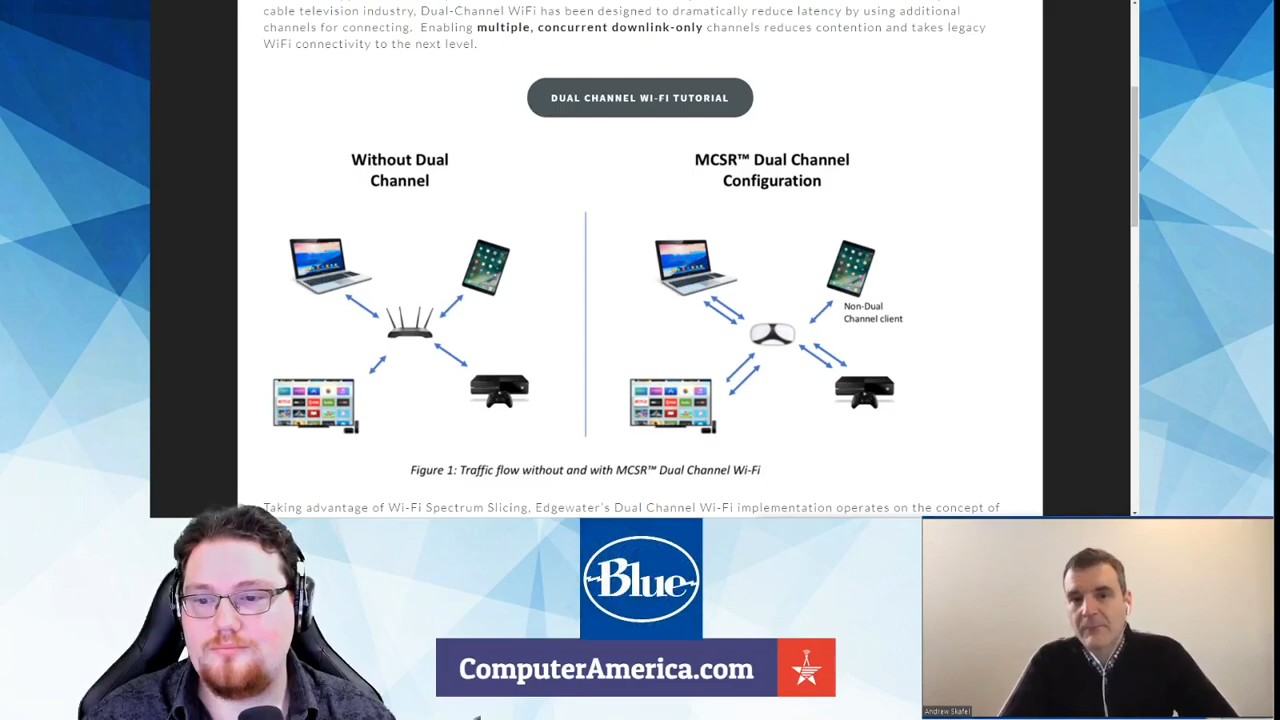 cable television industry, Dual-Channel WiFi has been designed to dramatically reduce latency by using additional
channels for connecting. Enabling multiple, concurrent downlink-only channels reduces contention and takes legacy
WiFi connectivity to the next level.
DUAL CHANNEL WI-FI TUTORIAL
Without Dual
Channel
MCSR™ Dual Channel
Configuration
Non-Dual
Channel client
Figure 1: Traffic flow without and with MCSR™ Dual Channel Wi-Fi
Taking advantage of Wi-Fi Spectrum Slicing, Edgewater's Dual Channel Wi-Fi implementation operates on the concept of
Blue
ComputerAmerica.com
Andrew Skafel